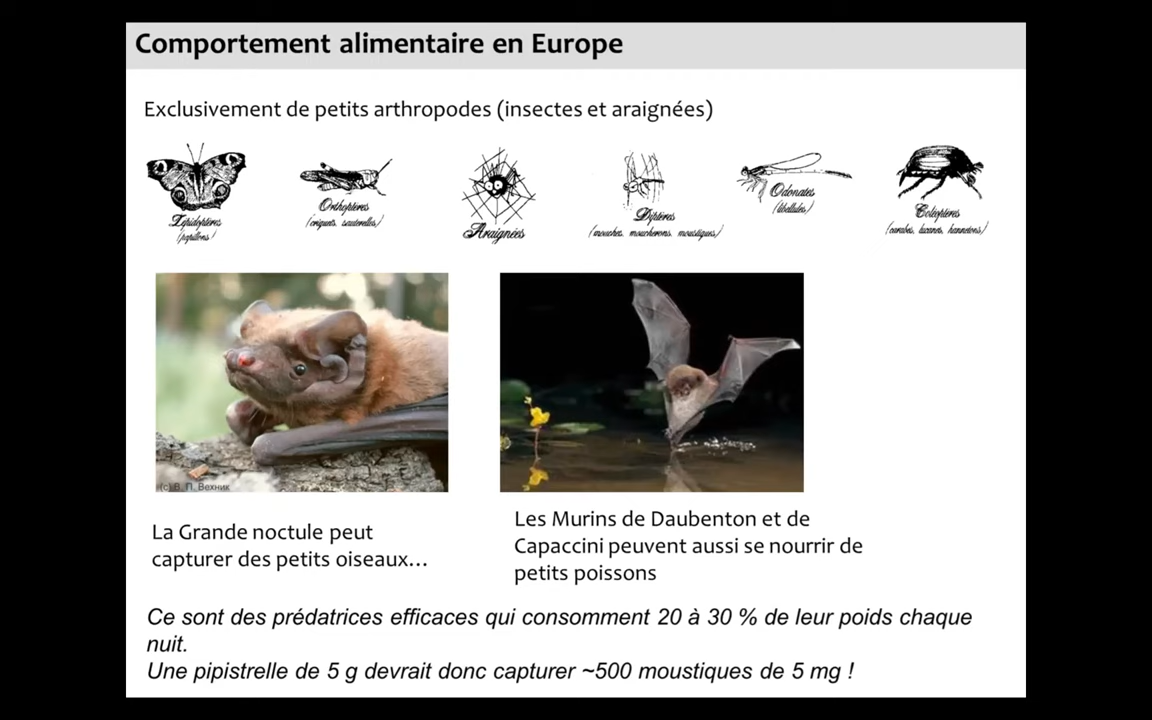 Comportement alimentaire en Europe
Exclusivement de petits arthropodes (insectes et araignées)
Lépidoptères
(papillons)
Orthoptères
(criquets, sauterelles)
Araignées
Diptères
(mouches, moucherons, moustiques)
Odonates
(libellules)
Coléoptères
(carabes, lucanes, hannetons)
(c) В. П. Вехник
La Grande noctule peut
capturer des petits oiseaux…
Les Murins de Daubenton et de
Capaccini peuvent aussi se nourrir de
petits poissons
Ce sont des prédatrices efficaces qui consomment 20 à 30 % de leur poids chaque
nuit.
Une pipistrelle de 5 g devrait donc capturer ~500 moustiques de 5 mg !